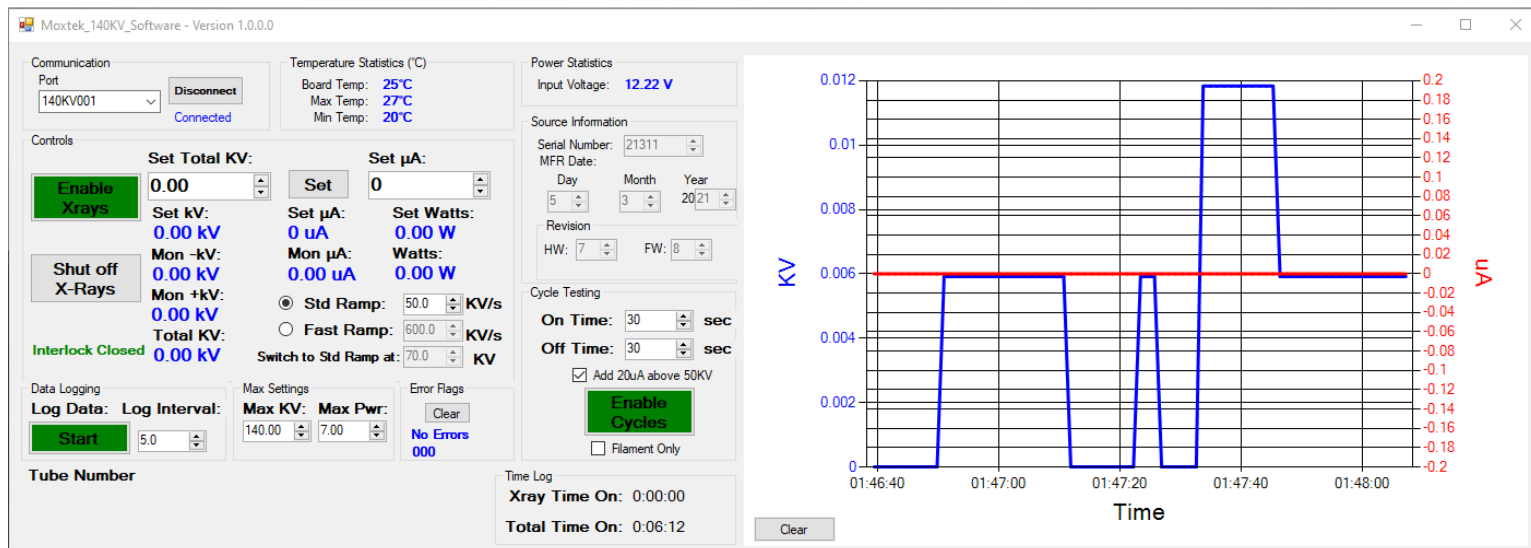 Moxtek_140KV_Software - Version 1.0.0.0
Communication
Port
140KV001
Disconnect
Connected
Temperature Statistics (°C)
Board Temp: 25°C
Max Temp: 27°C
Min Temp: 20°C
Power Statistics
Input Voltage: 12.22 V
Controls
Enable
Xrays
Set Total KV:
0.00
Set
Set µA:
0
Set kV:
0.00 kV
Set µA:
0 uA
Set Watts:
0.00 W
Shut off
X-Rays
Mon -kV:
0.00 kV
Mon µA:
0.00 uA
Watts:
0.00 W
Mon +kV:
0.00 kV
Total KV:
0.00 kV
Interlock Closed
Std Ramp: 50.0 KV/s
Fast Ramp: 600.0 KV/s
Switch to Std Ramp at: 70.0 KV
Source Information
Serial Number: 21311
MFR Date:
Day Month Year
5 3 2021
Revision
HW: 7 FW: 8
Cycle Testing
On Time: 30 sec
Off Time: 30 sec
Add 20uA above 50KV
Enable
Cycles
Filament Only
Data Logging
Log Data: Log Interval:
Start 5.0
Max Settings
Max KV: Max Pwr:
140.00 7.00
Error Flags
Clear
No Errors
000
Tube Number
Time Log
Xray Time On: 0:00:00
Total Time On: 0:06:12
KV
0.012
0.01
0.008
0.006
0.004
0.002
0
0.2
0.18
0.16
0.14
0.12
0.1
0.08
0.06
0.04
0.02
0
-0.02
-0.04
-0.06
-0.08
-0.1
-0.12
-0.14
-0.16
-0.18
-0.2
uA
01:46:40 01:47:00 01:47:20 01:47:40 01:48:00
Time
Clear